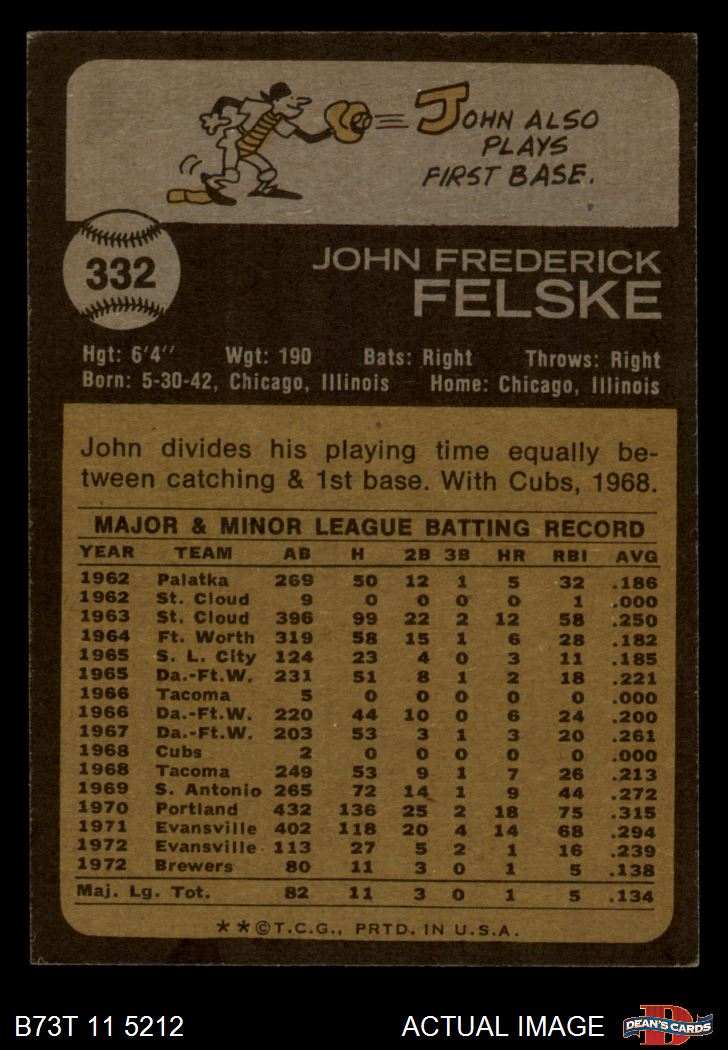 JOHN ALSO
PLAYS
FIRST BASE.
332
JOHN FREDERICK
FELSKE
Hgt: 6'4" Wgt: 190 Bats: Right Throws: Right
Born: 5-30-42, Chicago, Illinois Home: Chicago, Illinois
John divides his playing time equally be-
tween catching & 1st base. With Cubs, 1968.
MAJOR & MINOR LEAGUE BATTING RECORD
YEAR TEAM AB H 2B 3B HR RBI AVG
1962 Palatka 269 50 12 1 5 32 .186
1962 St. Cloud 9 0 0 0 0 1 .000
1963 St. Cloud 396 99 22 2 12 58 .250
1964 Ft. Worth 319 58 15 1 6 28 .182
1965 S. L. City 124 23 4 0 3 11 .185
1965 Da.-Ft.W. 231 51 8 1 2 18 .221
1966 Tacoma 5 0 0 0 0 0 .000
1966 Da.-Ft.W. 220 44 10 0 6 24 .200
1967 Da.-Ft.W. 203 53 3 1 3 20 .261
1968 Cubs 2 0 0 0 0 0 .000
1968 Tacoma 249 53 9 1 7 26 .213
1969 S. Antonio 265 72 14 1 9 44 .272
1970 Portland 432 136 25 2 18 75 .315
1971 Evansville 402 118 20 4 14 68 .294
1972 Evansville 113 27 5 2 1 16 .239
1972 Brewers 80 11 3 0 1 5 .138
Maj. Lg. Tot. 82 11 3 0 1 5 .134
**©T.C.G., PRTD. IN U.S.A.
B73T 11 5212 ACTUAL IMAGE D DEAN'S CARDS